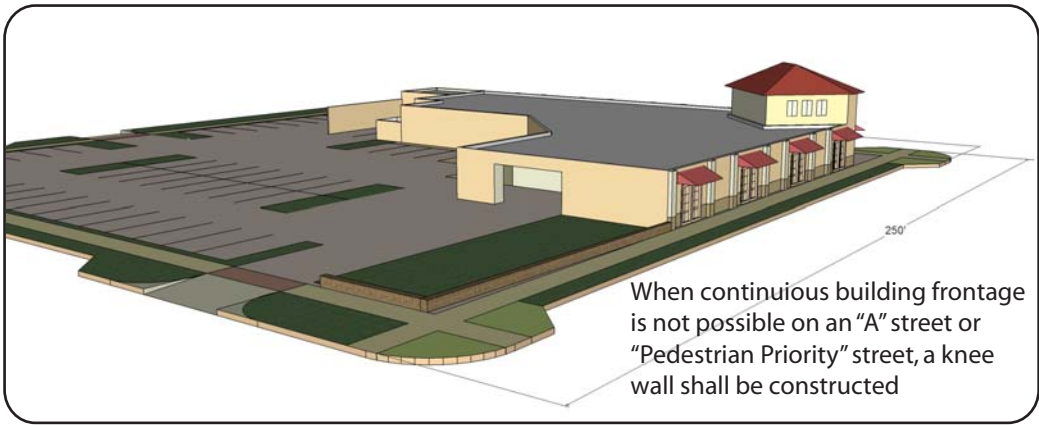 250'
When continuious building frontage
is not possible on an “A” street or
“Pedestrian Priority” street, a knee
wall shall be constructed